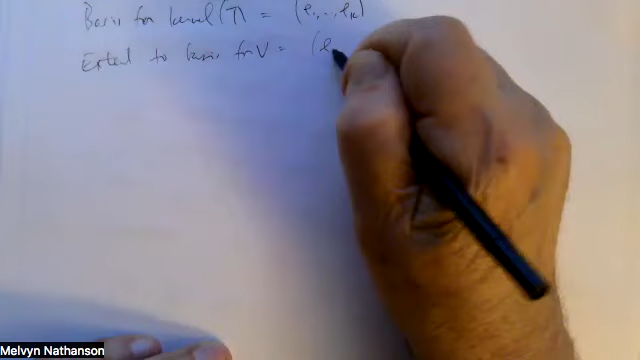 Basis for kernel(T) = (e1,...,ek)
Extend to basis for V = (e
Melvyn Nathanson